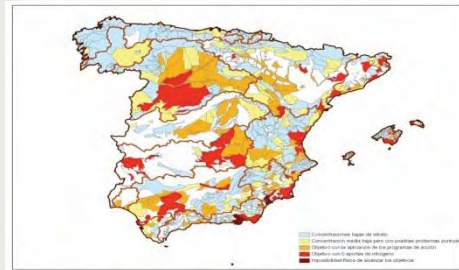 Concentraciones bajas de nitrato
Concentración media baja pero con posibles problemas puntuales
Objetivo con la aplicación de los programas de acción
Objetivo con 0 aportes de nitrógeno
Imposibilidad física de alcanzar los objetivos